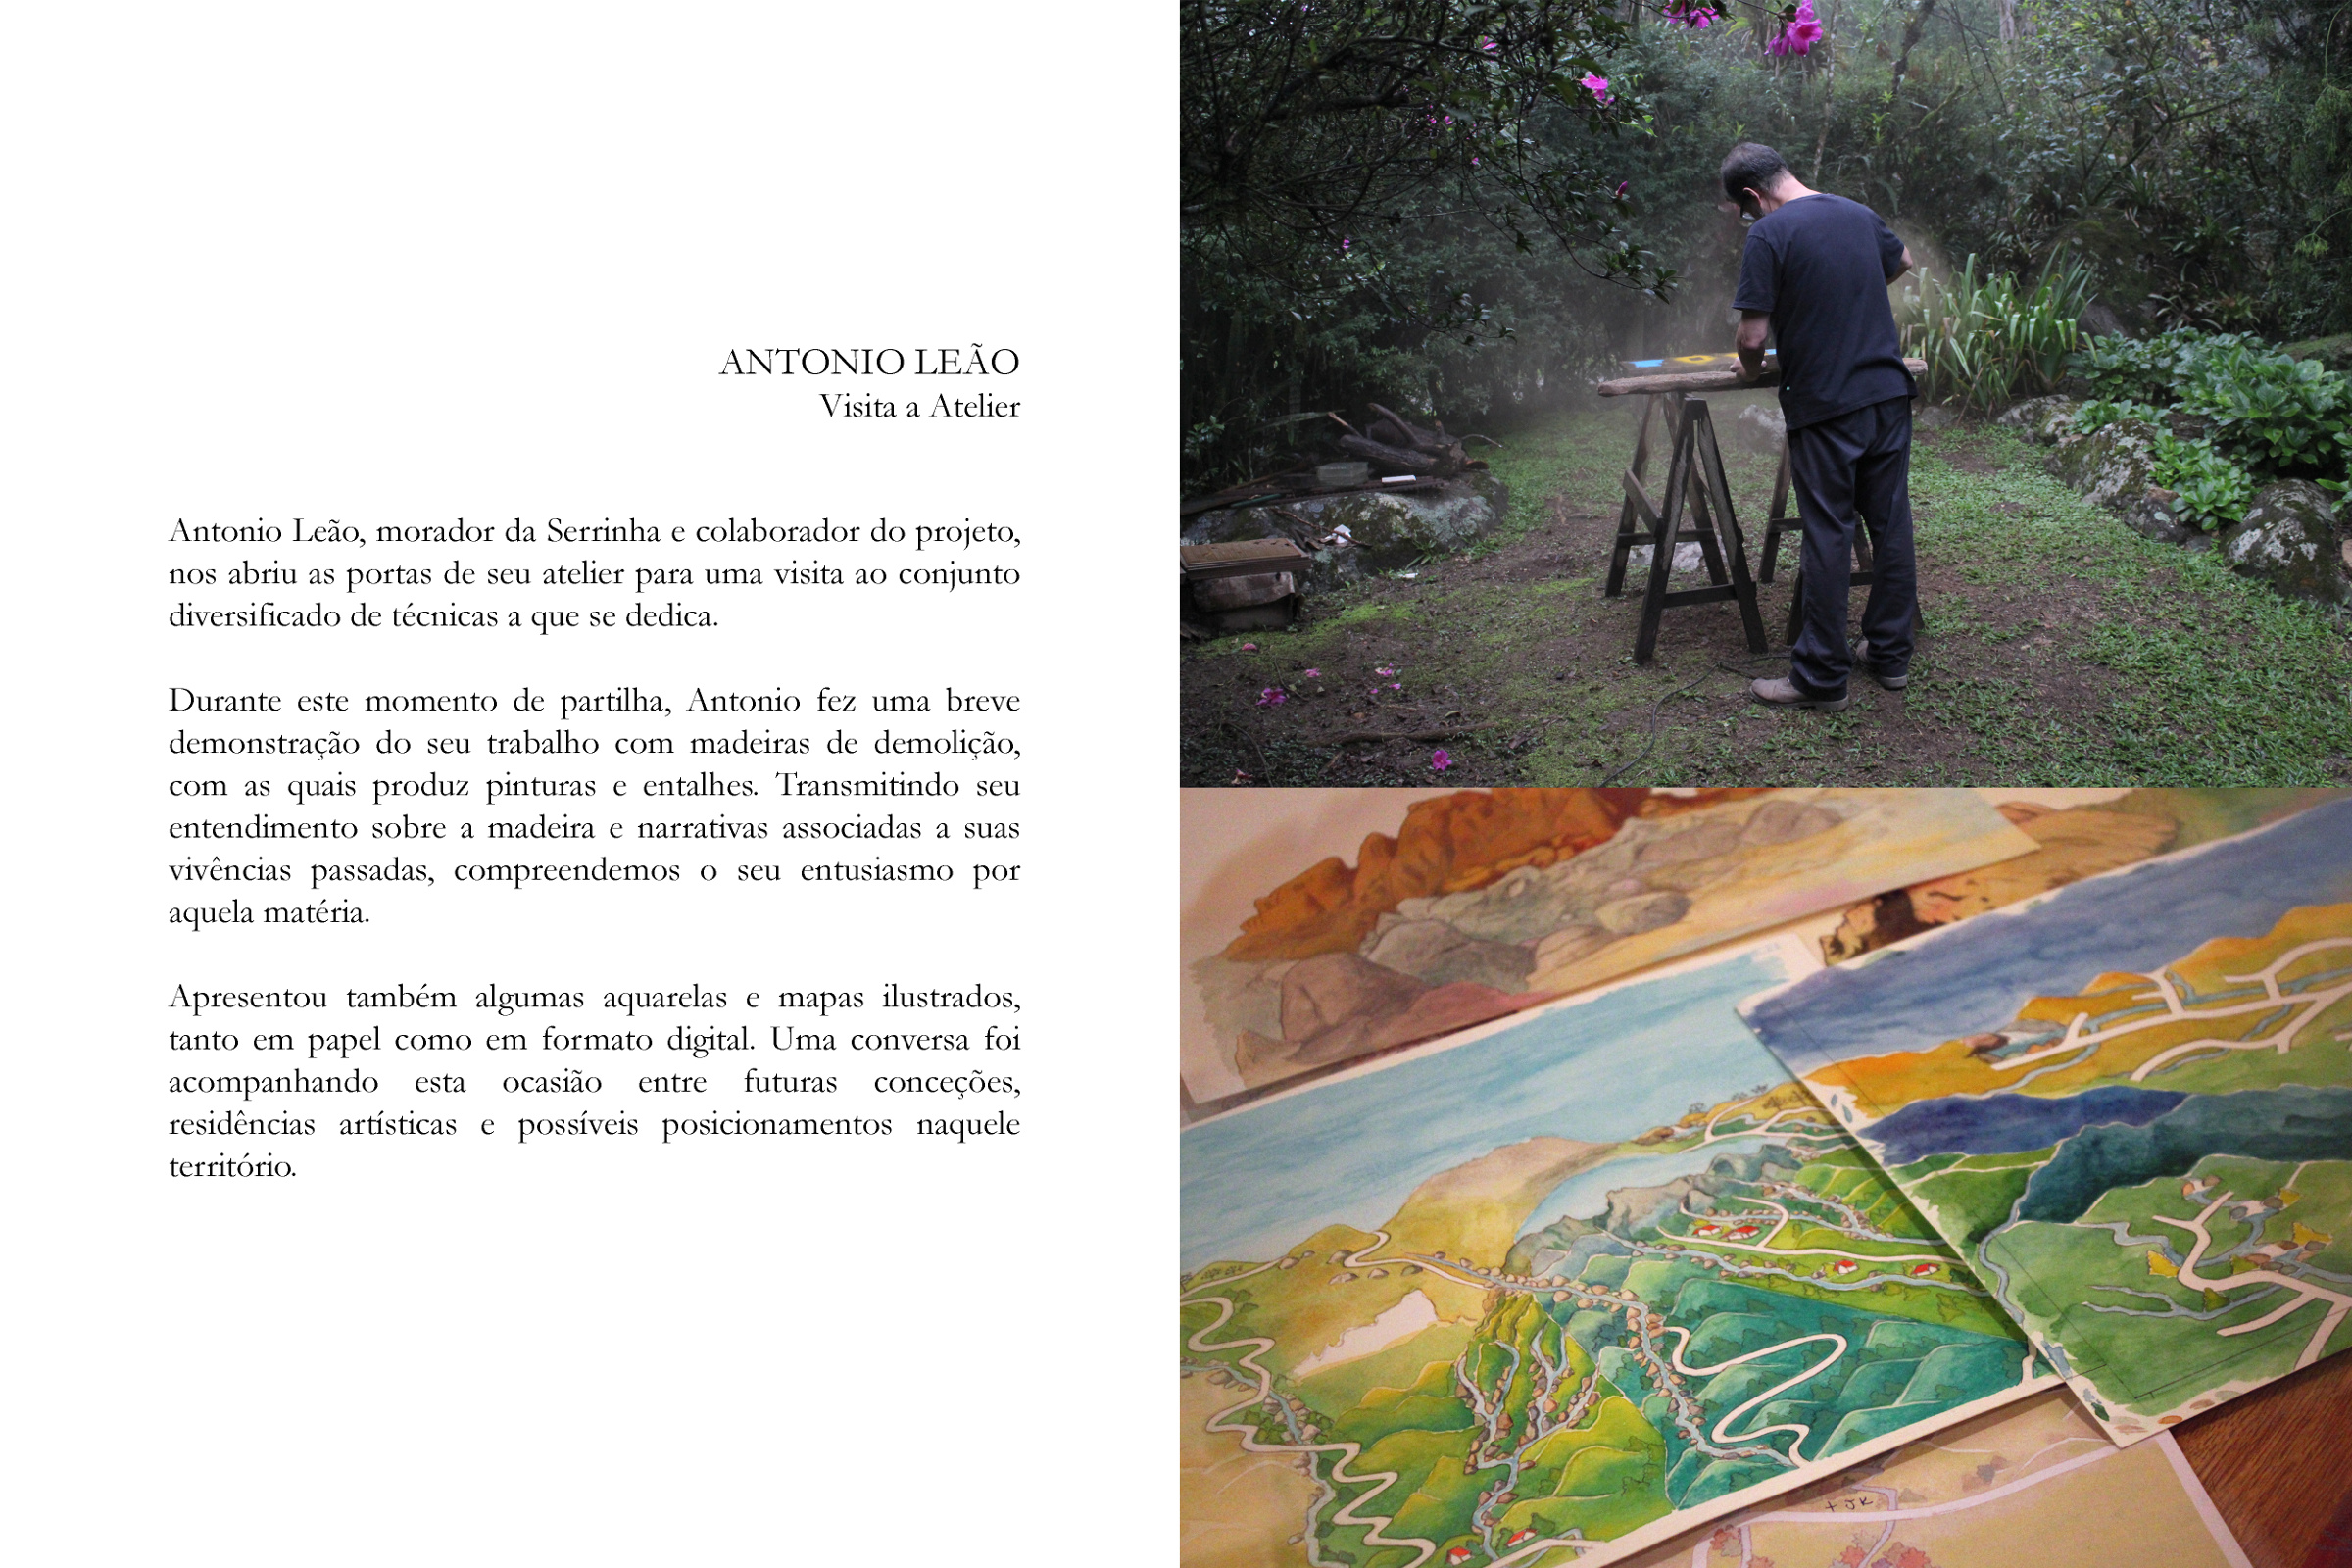 ANTONIO LEÃO
Visita a Atelier
Antonio Leão, morador da Serrinha e colaborador do projeto,
nos abriu as portas de seu atelier para uma visita ao conjunto
diversificado de técnicas a que se dedica.
Durante este momento de partilha, Antonio fez uma breve
demonstração do seu trabalho com madeiras de demolição,
com as quais produz pinturas e entalhes. Transmitindo seu
entendimento sobre a madeira e narrativas associadas a suas
vivências passadas, compreendemos o seu entusiasmo por
aquela matéria.
Apresentou também algumas aquarelas e mapas ilustrados,
tanto em papel como em formato digital. Uma conversa foi
acompanhando esta ocasião entre futuras conceções,
residências artísticas e possíveis posicionamentos naquele
território.
+ JK